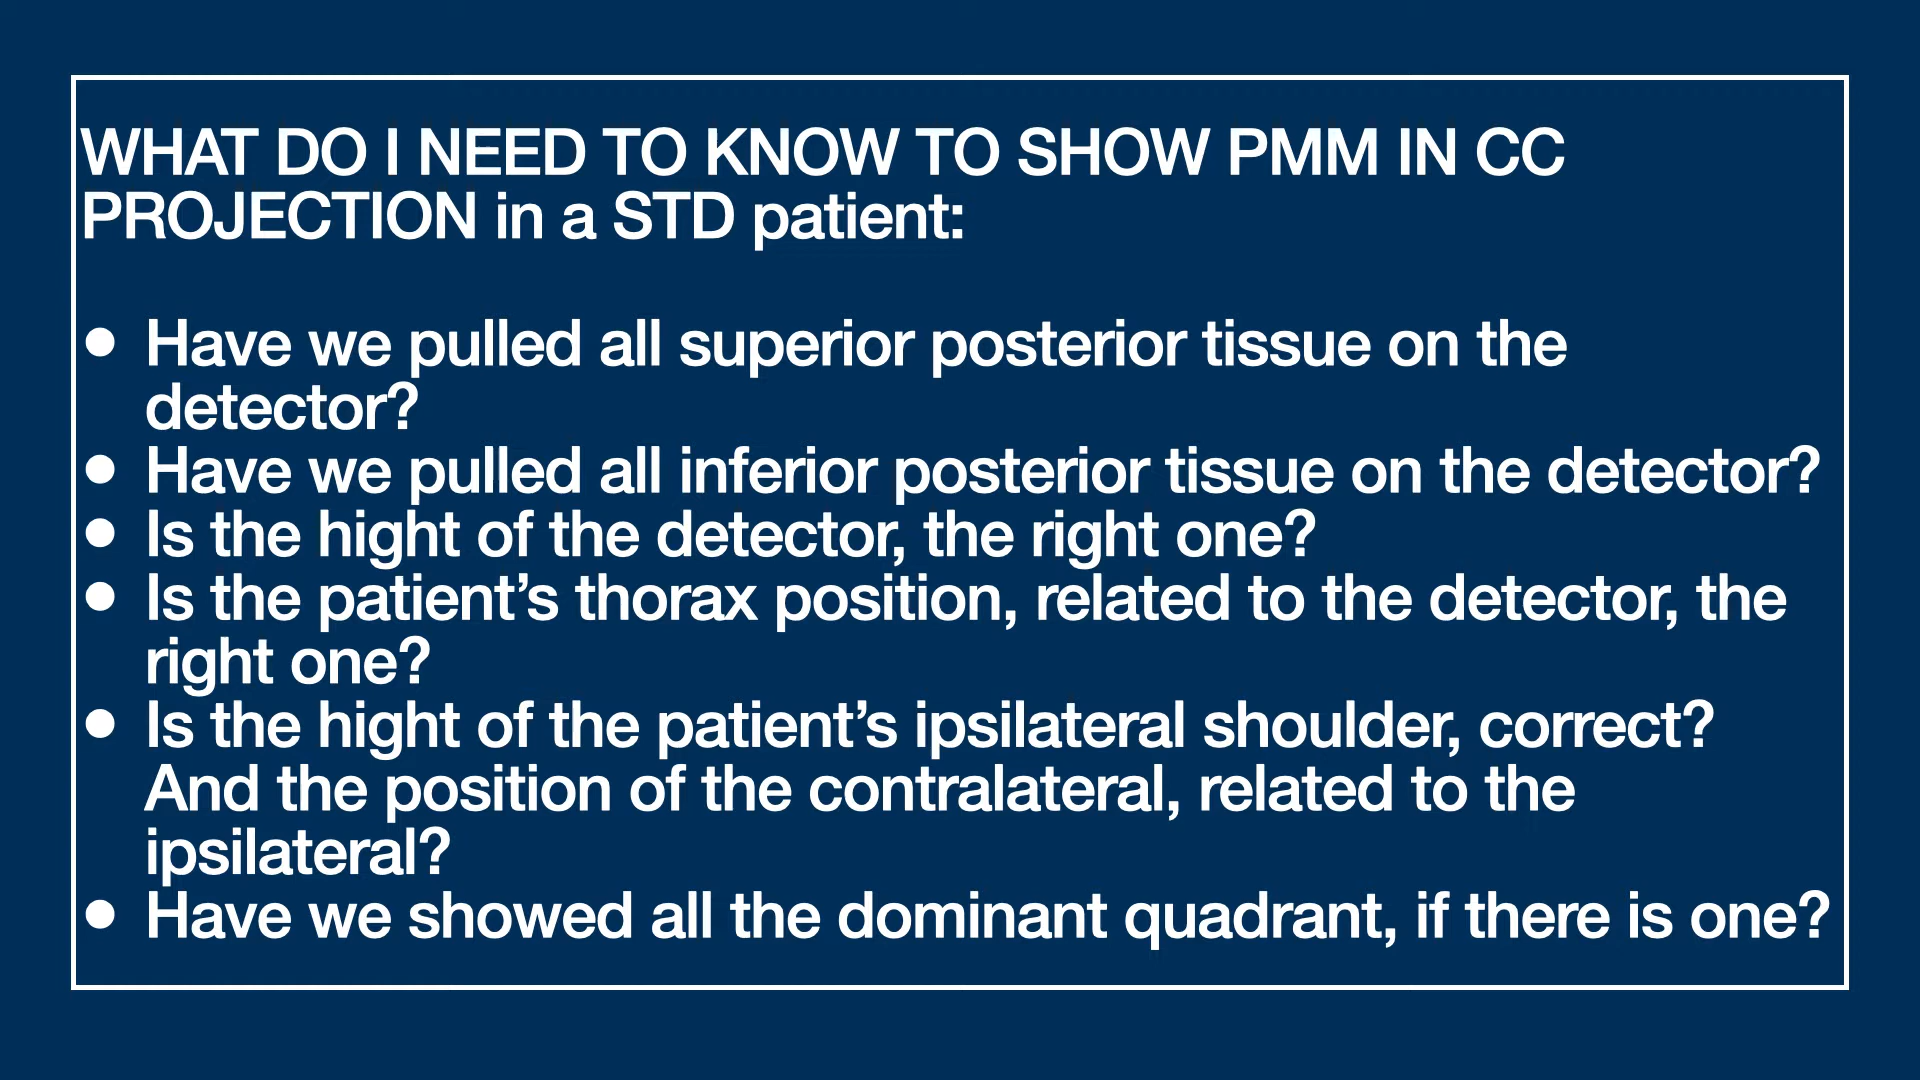 WHAT DO I NEED TO KNOW TO SHOW PMM IN CC
PROJECTION in a STD patient:
● Have we pulled all superior posterior tissue on the
detector?
● Have we pulled all inferior posterior tissue on the detector?
● Is the hight of the detector, the right one?
● Is the patient’s thorax position, related to the detector, the
right one?
● Is the hight of the patient’s ipsilateral shoulder, correct?
And the position of the contralateral, related to the
ipsilateral?
● Have we showed all the dominant quadrant, if there is one?